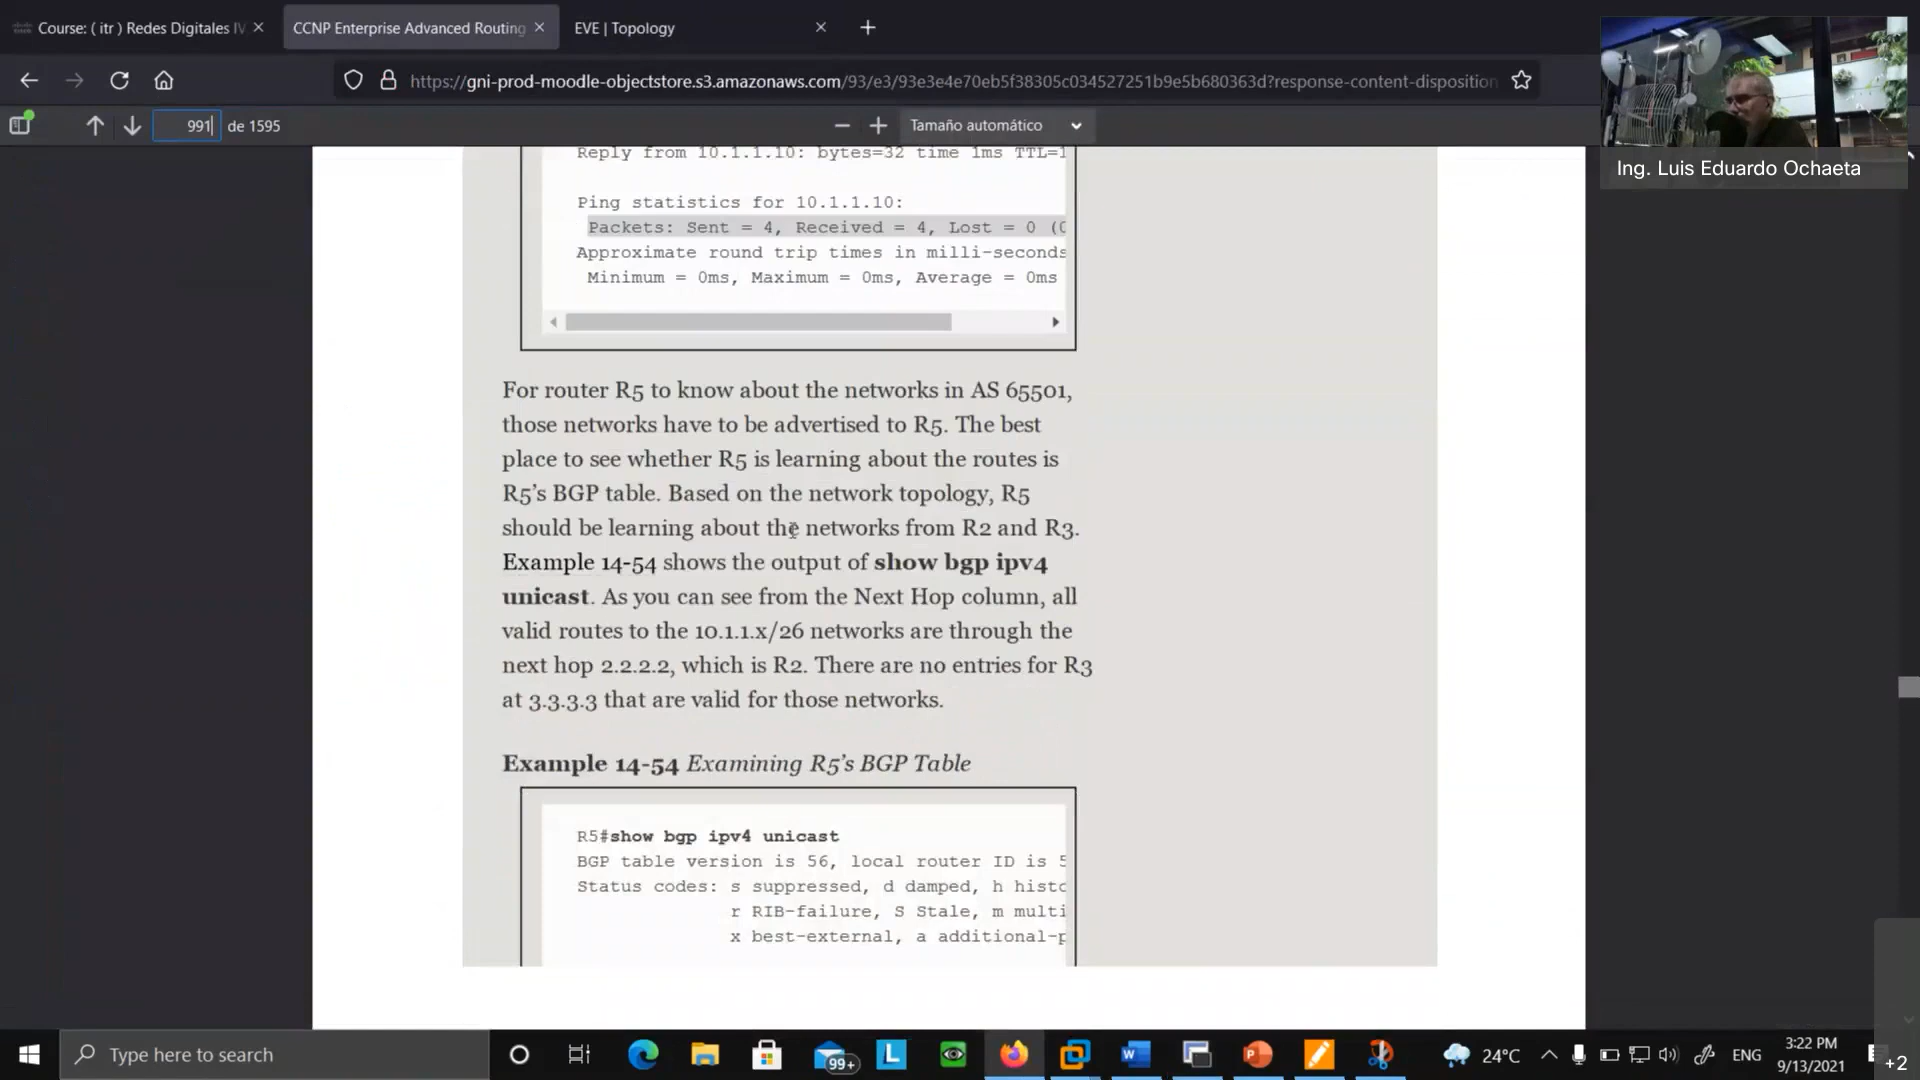 Course: ( itr ) Redes Digitales IV
CCNP Enterprise Advanced Routing
EVE | Topology
https://gni-prod-moodle-objectstore.s3.amazonaws.com/93/e3/93e3e4e70eb5f38305c034527251b9e5b680363d?response-content-disposition
991 de 1595
Tamaño automático
Ing. Luis Eduardo Ochaeta
Reply from 10.1.1.10: bytes=32 time 1ms TTL=1
Ping statistics for 10.1.1.10:
Packets: Sent = 4, Received = 4, Lost = 0 (0
Approximate round trip times in milli-seconds
Minimum = 0ms, Maximum = 0ms, Average = 0ms
For router R5 to know about the networks in AS 65501,
those networks have to be advertised to R5. The best
place to see whether R5 is learning about the routes is
R5’s BGP table. Based on the network topology, R5
should be learning about the networks from R2 and R3.
Example 14-54 shows the output of show bgp ipv4
unicast. As you can see from the Next Hop column, all
valid routes to the 10.1.1.x/26 networks are through the
next hop 2.2.2.2, which is R2. There are no entries for R3
at 3.3.3.3 that are valid for those networks.
Example 14-54 Examining R5’s BGP Table
R5#show bgp ipv4 unicast
BGP table version is 56, local router ID is 5
Status codes: s suppressed, d damped, h histo
r RIB-failure, S Stale, m multi
x best-external, a additional-p
Type here to search
99+
24°C
ENG
3:22 PM
9/13/2021
+2